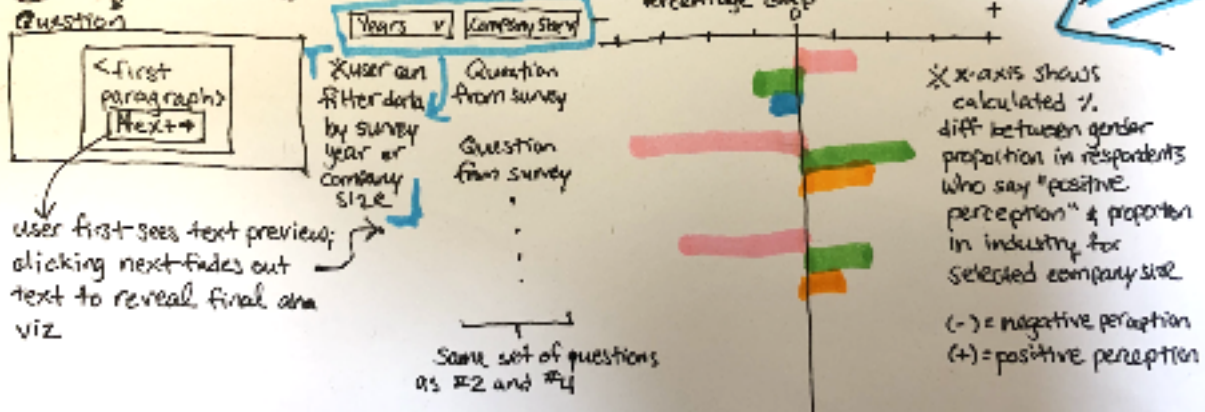 Question
<first
paragraph>
Next→
user first sees text preview;
clicking next fades out
text to reveal final
viz
Years v
Company size v
※user can
filter data
by survey
year or
company
size
Question
from survey
Question
from survey
Same set of questions
as #2 and #4
Percentage
0
+
※ x-axis shows
calculated %
diff between gender
proportion in respondents
who say "positive
perception" & proportion
in industry for
selected company size
(-) = negative perception
(+) = positive perception